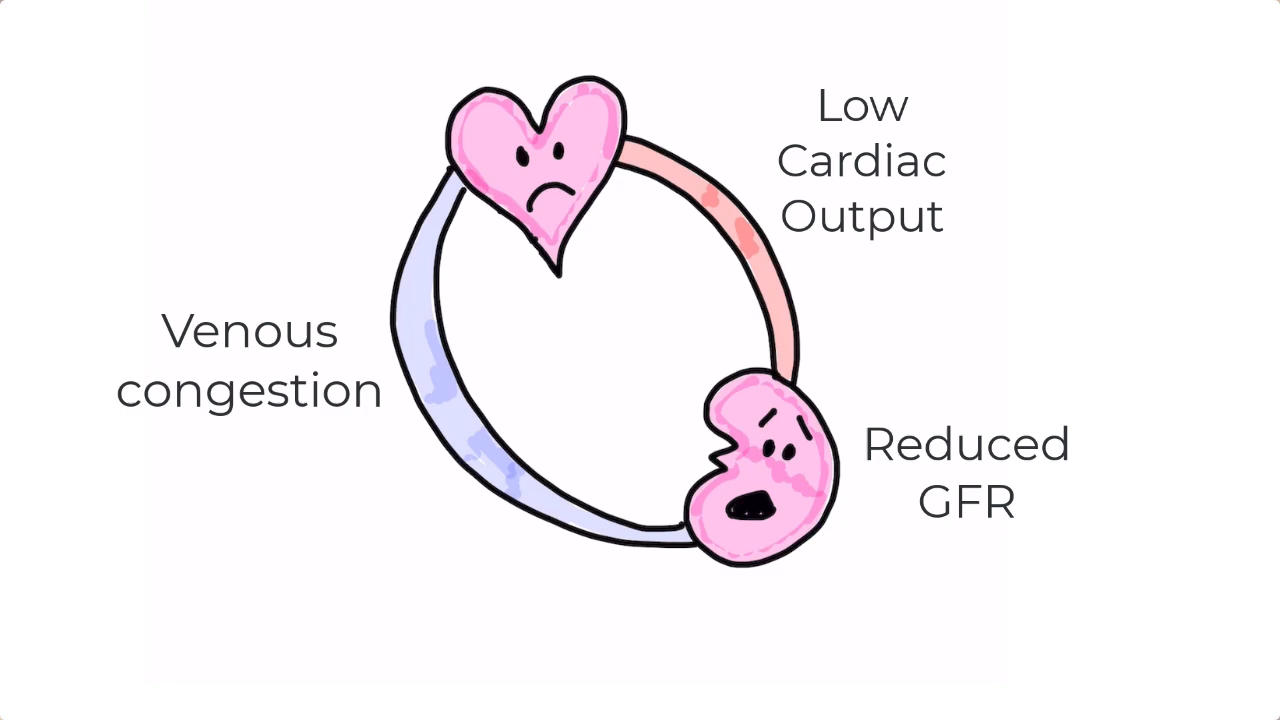 Low
Cardiac
Output
Venous
congestion
Reduced
GFR